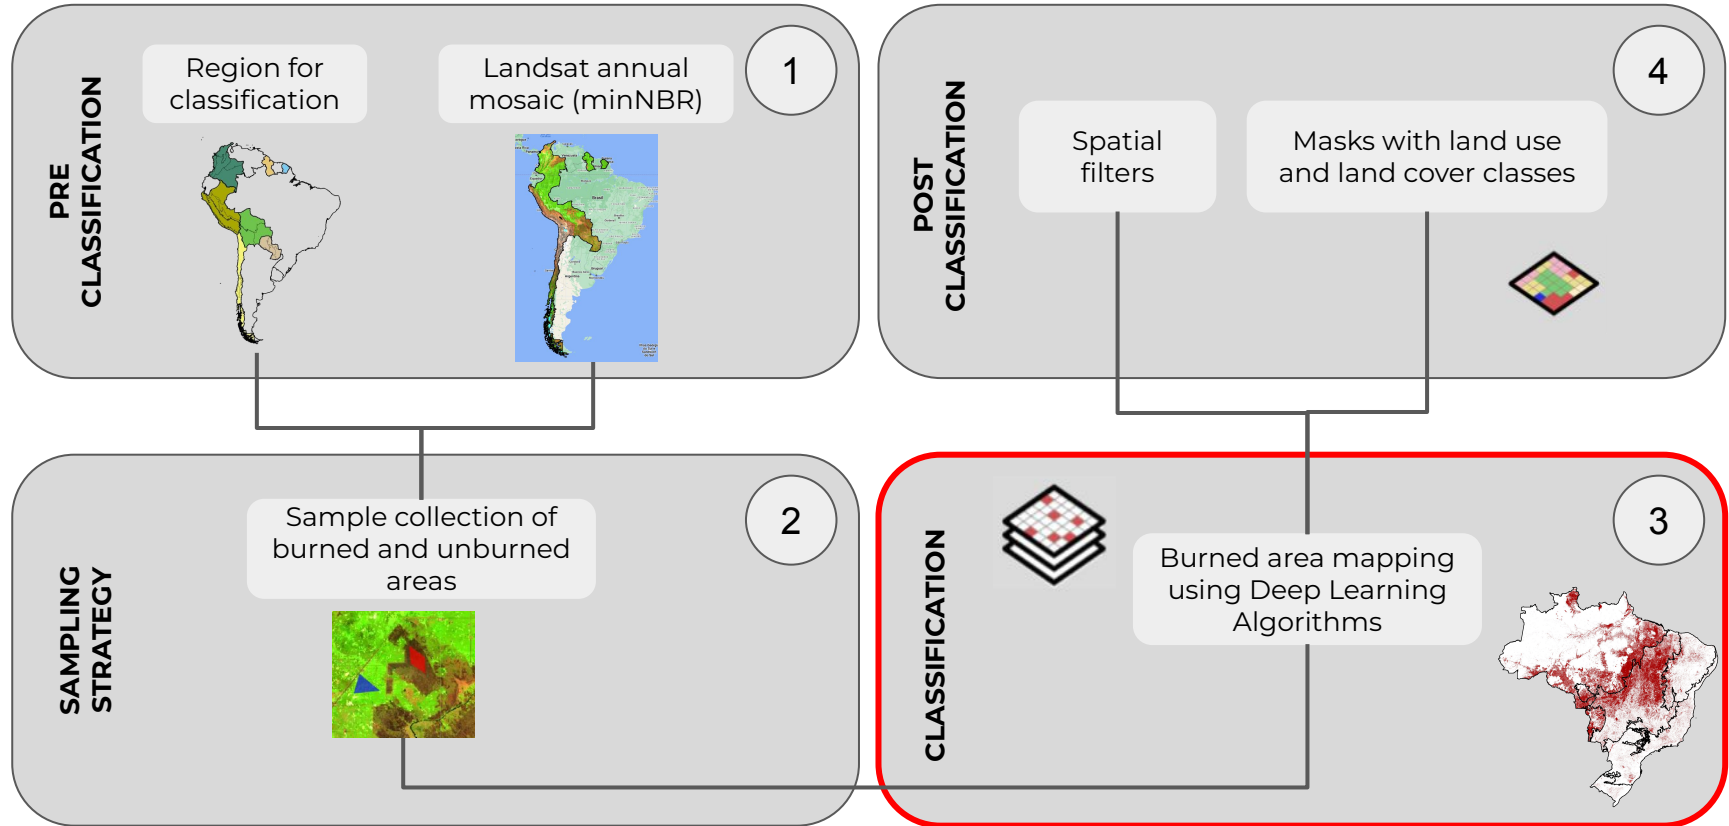 PRE
CLASSIFICATION
Region for
classification
Landsat annual
mosaic (minNBR)
1
SAMPLING
STRATEGY
Sample collection of
burned and unburned
areas
2
CLASSIFICATION
Burned area mapping
using Deep Learning
Algorithms
3
POST
CLASSIFICATION
Spatial
filters
Masks with land use
and land cover classes
4